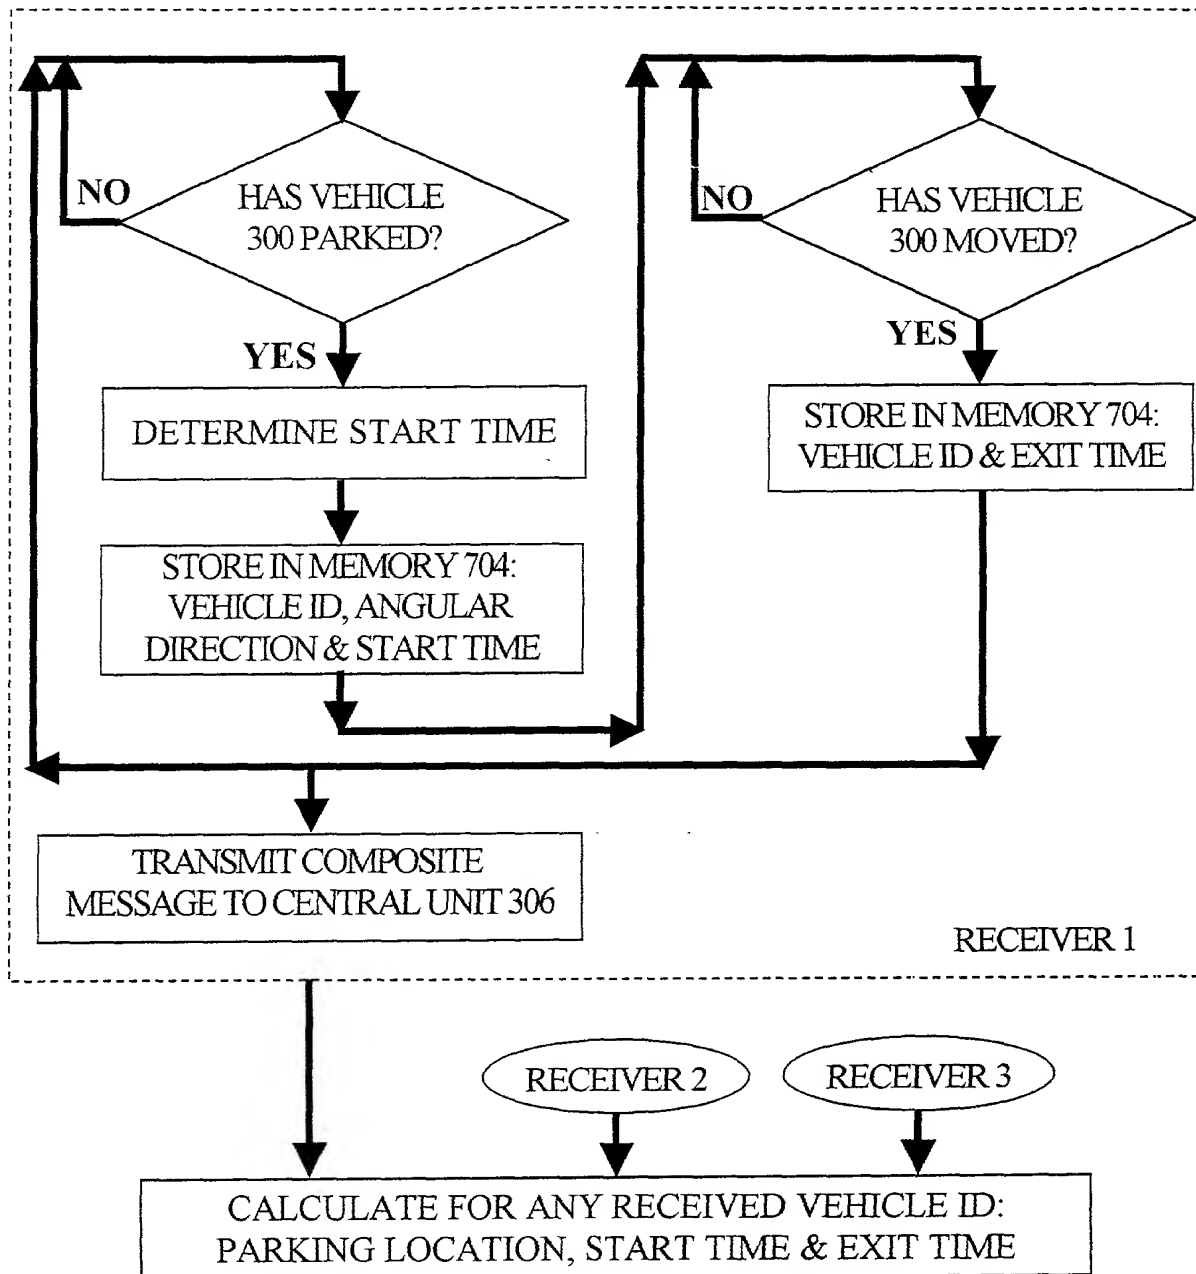 HAS VEHICLE
300 PARKED?
NO
YES
DETERMINE START TIME
STORE IN MEMORY 704:
VEHICLE ID, ANGULAR
DIRECTION & START TIME
HAS VEHICLE
300 MOVED?
NO
YES
STORE IN MEMORY 704:
VEHICLE ID & EXIT TIME
TRANSMIT COMPOSITE
MESSAGE TO CENTRAL UNIT 306
RECEIVER 1
RECEIVER 2
RECEIVER 3
CALCULATE FOR ANY RECEIVED VEHICLE ID:
PARKING LOCATION, START TIME & EXIT TIME